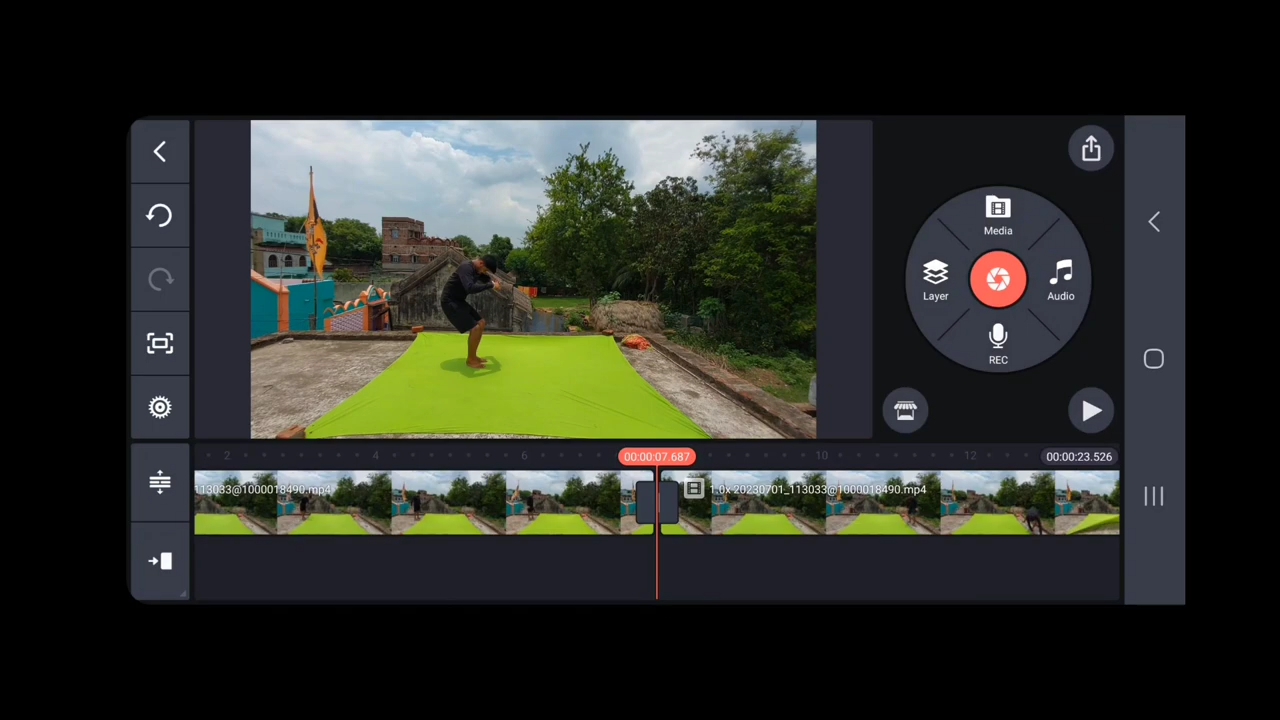 Media
Layer
Audio
REC
2
4
6
00:00:07.687
10
12
00:00:23.526
113033@1000018490.mp4
1.0x 20230701_113033@1000018490.mp4